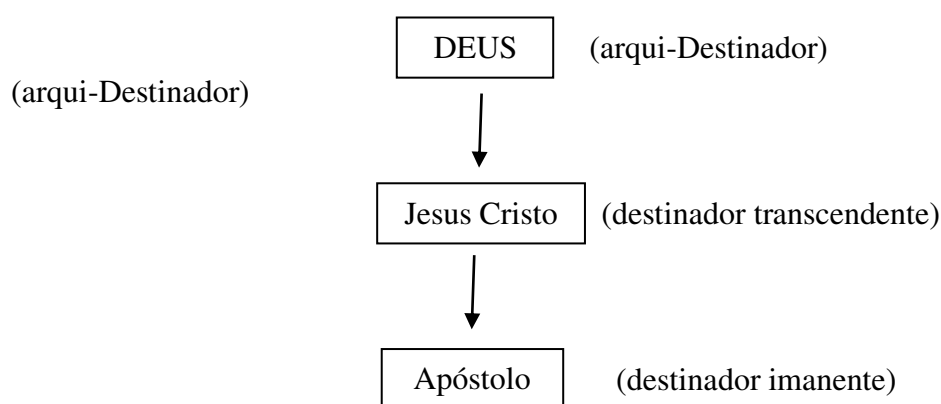 DEUS (arqui-Destinador)
(arqui-Destinador)
Jesus Cristo (destinador transcendente)
Apóstolo (destinador imanente)